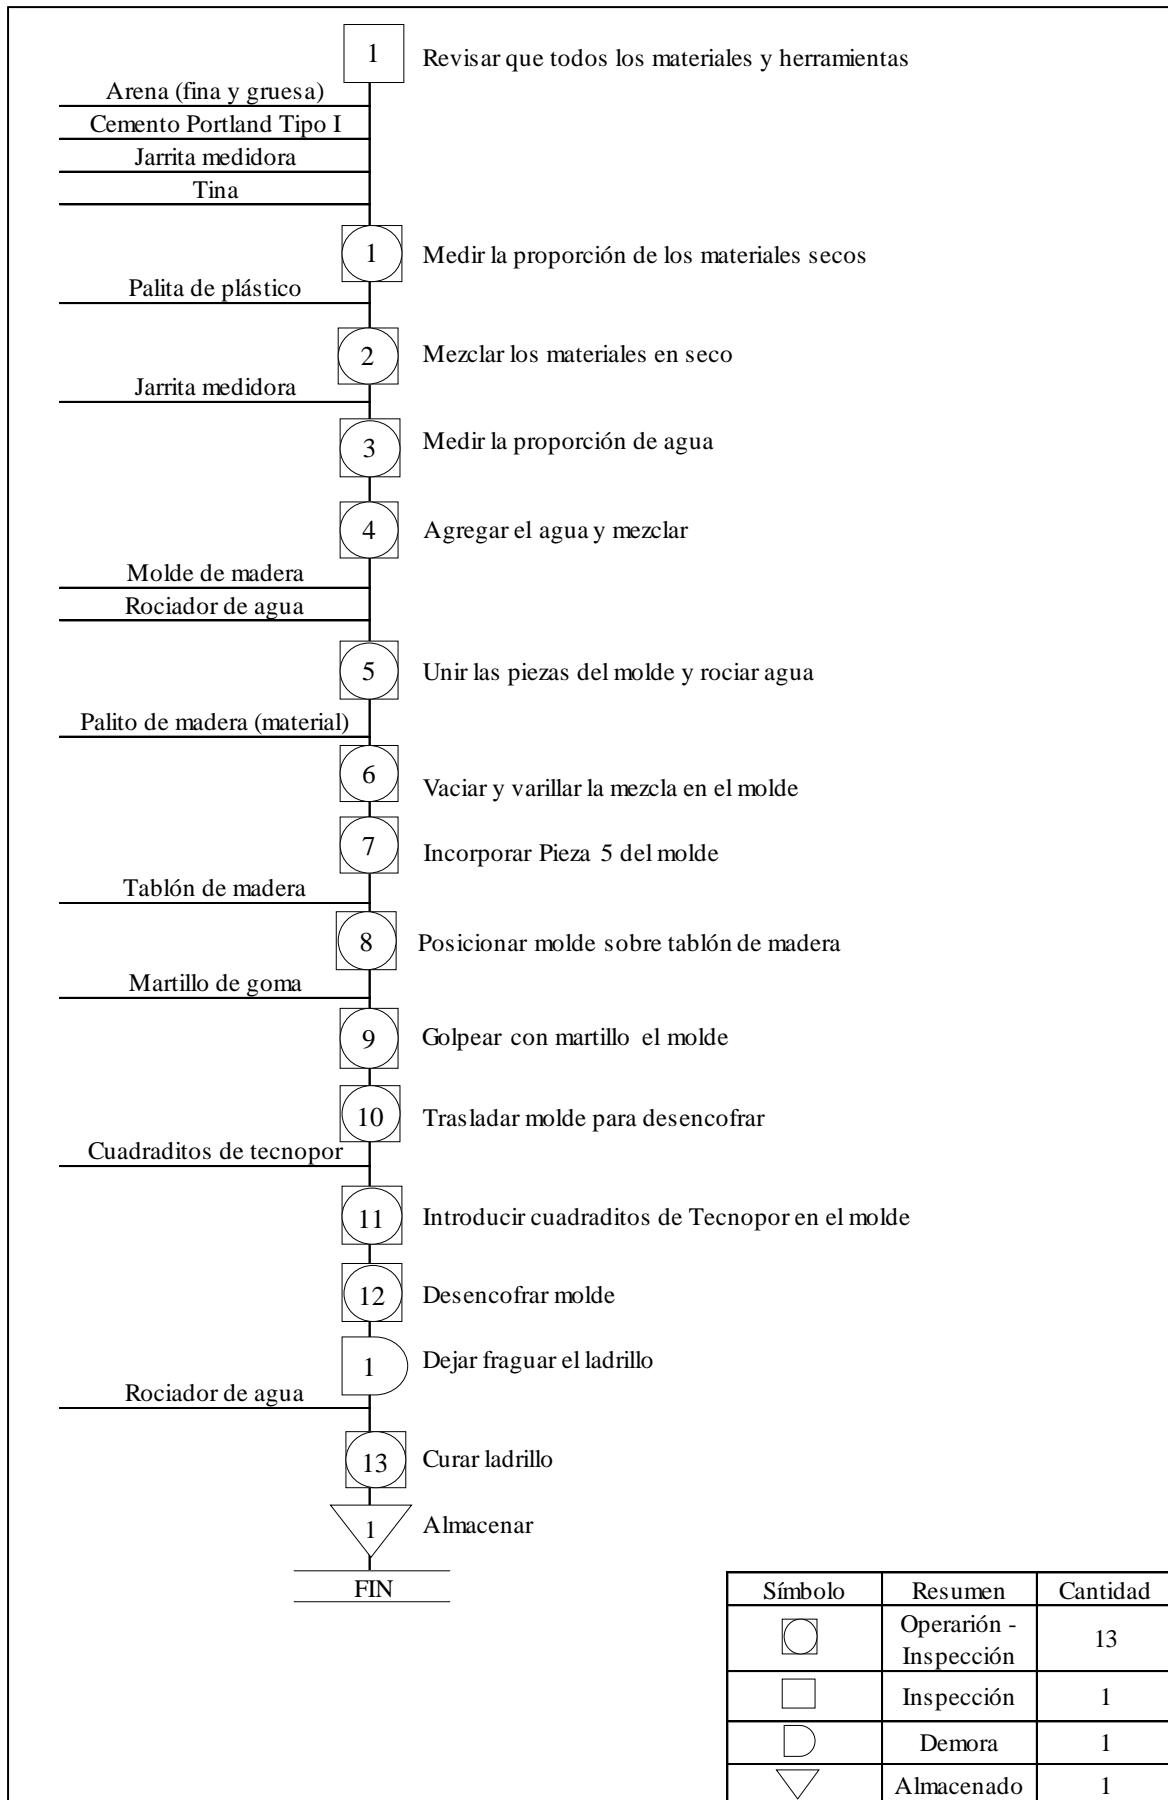 1 Revisar que todos los materiales y herramientas
Arena (fina y gruesa)
Cemento Portland Tipo I
Jarrita medidora
Tina
1 Medir la proporción de los materiales secos
Palita de plástico
2 Mezclar los materiales en seco
Jarrita medidora
3 Medir la proporción de agua
4 Agregar el agua y mezclar
Molde de madera
Rociador de agua
5 Unir las piezas del molde y rociar agua
Palito de madera (material)
6 Vaciar y varillar la mezcla en el molde
7 Incorporar Pieza 5 del molde
Tablón de madera
8 Posicionar molde sobre tablón de madera
Martillo de goma
9 Golpear con martillo el molde
10 Trasladar molde para desencofrar
Cuadraditos de tecnopor
11 Introducir cuadraditos de Tecnopor en el molde
12 Desencofrar molde
1 Dejar fraguar el ladrillo
Rociador de agua
13 Curar ladrillo
1 Almacenar
FIN
Símbolo Resumen Cantidad
Operarión -
Inspección 13
Inspección 1
Demora 1
Almacenado 1